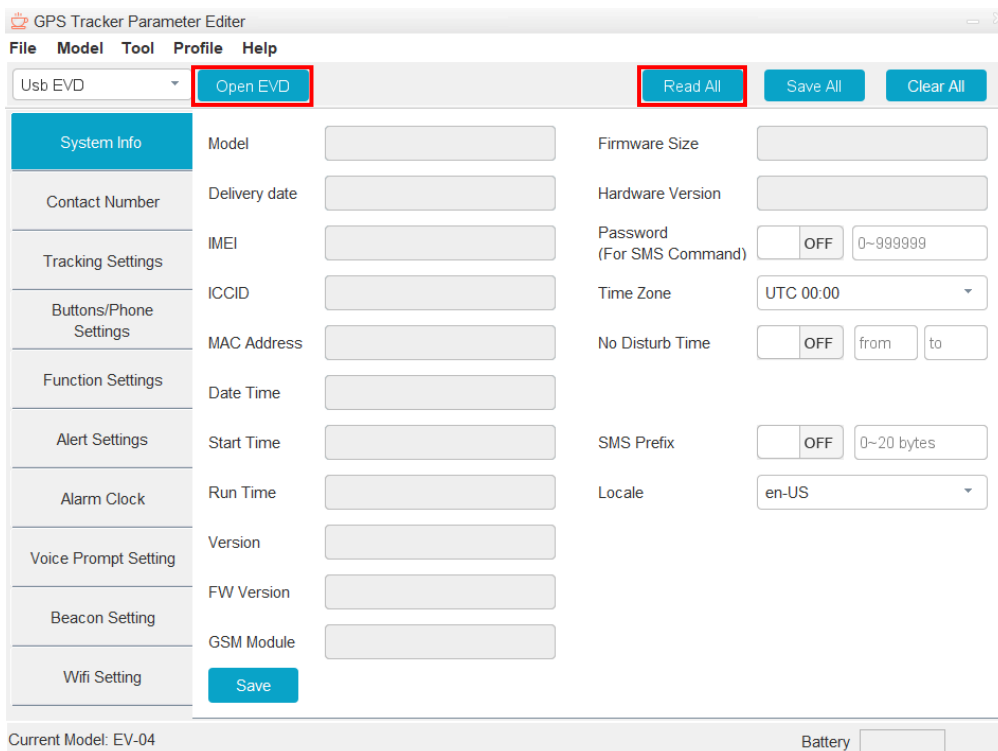 GPS Tracker Parameter Editer
File Model Tool Profile Help
Usb EVD Open EVD Read All Save All Clear All
System Info
Contact Number
Tracking Settings
Buttons/Phone
Settings
Function Settings
Alert Settings
Alarm Clock
Voice Prompt Setting
Beacon Setting
Wifi Setting
Model
Delivery date
IMEI
ICCID
MAC Address
Date Time
Start Time
Run Time
Version
FW Version
GSM Module
Save
Firmware Size
Hardware Version
Password
(For SMS Command) OFF 0~999999
Time Zone UTC 00:00
No Disturb Time OFF from to
SMS Prefix OFF 0~20 bytes
Locale en-US
Current Model: EV-04 Battery